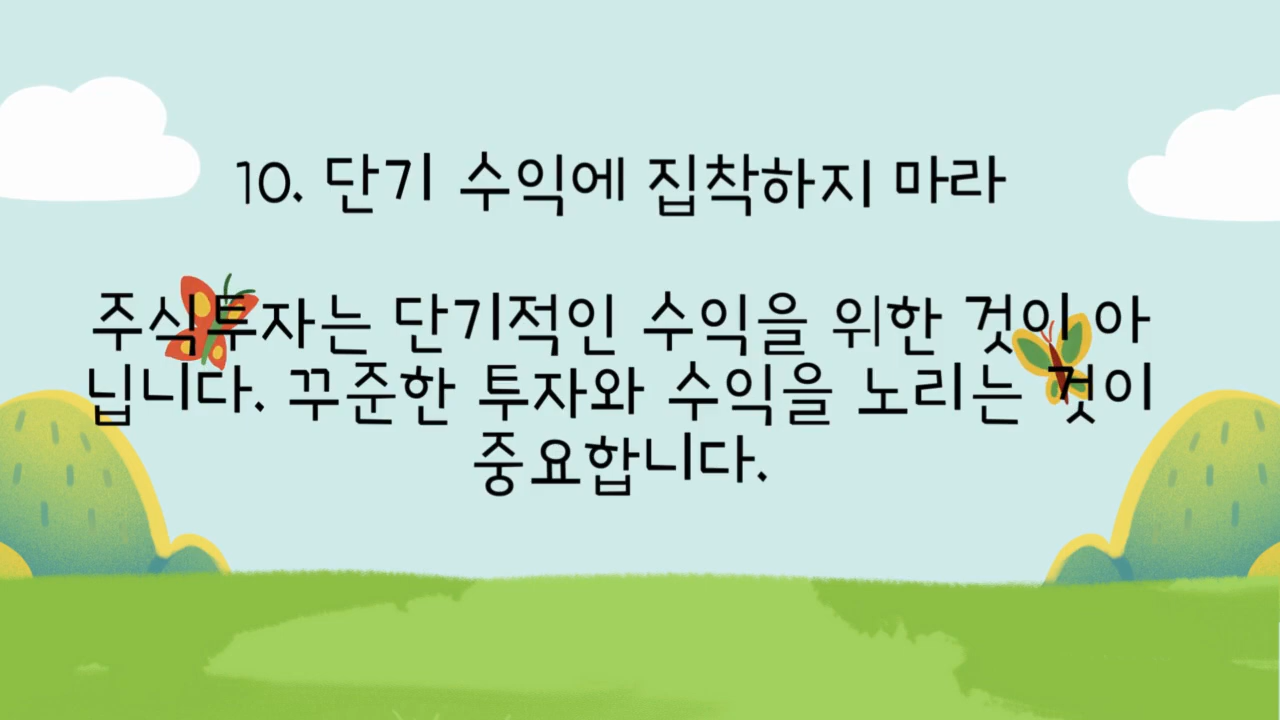 10. 단기 수익에 집착하지 마라
주식투자는 단기적인 수익을 위한 것이 아
닙니다. 꾸준한 투자와 수익을 노리는 것이
중요합니다.